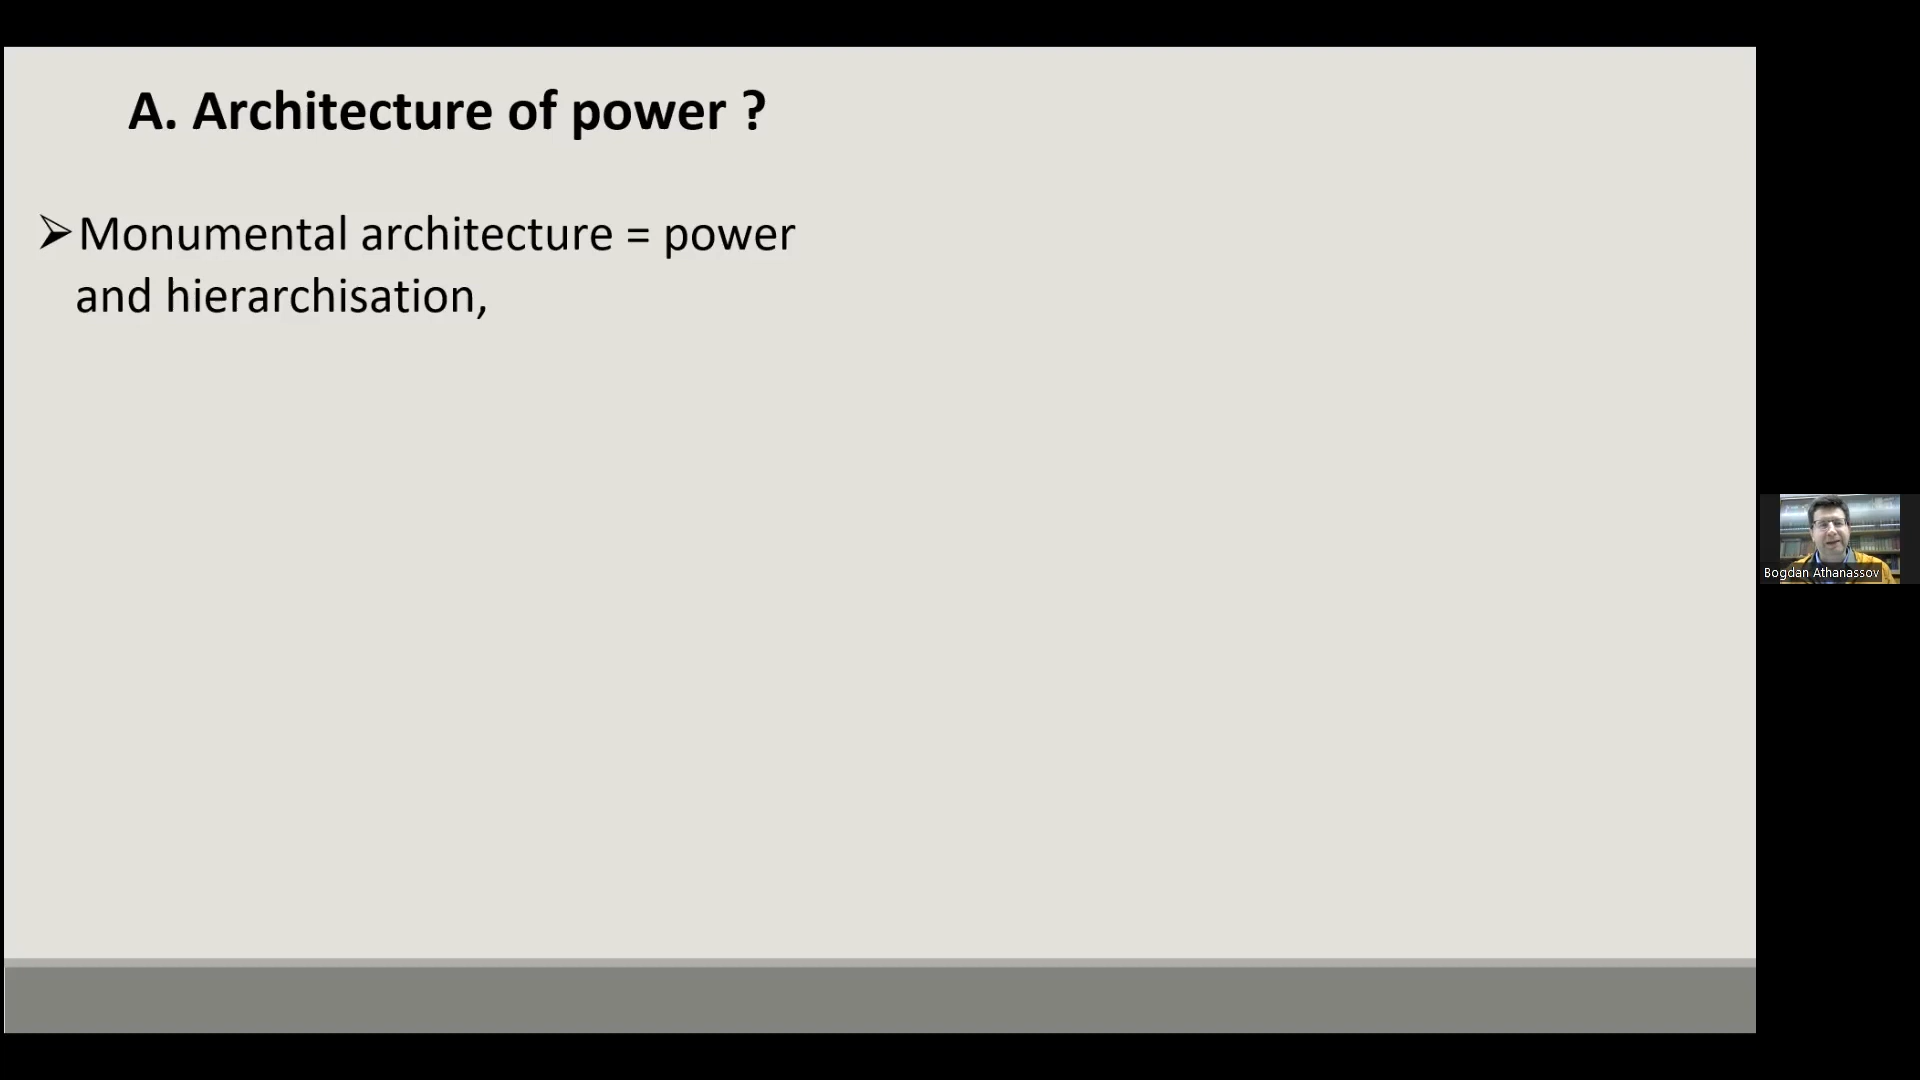 A. Architecture of power ?
➢Monumental architecture = power
and hierarchisation,
Bogdan Athanassov